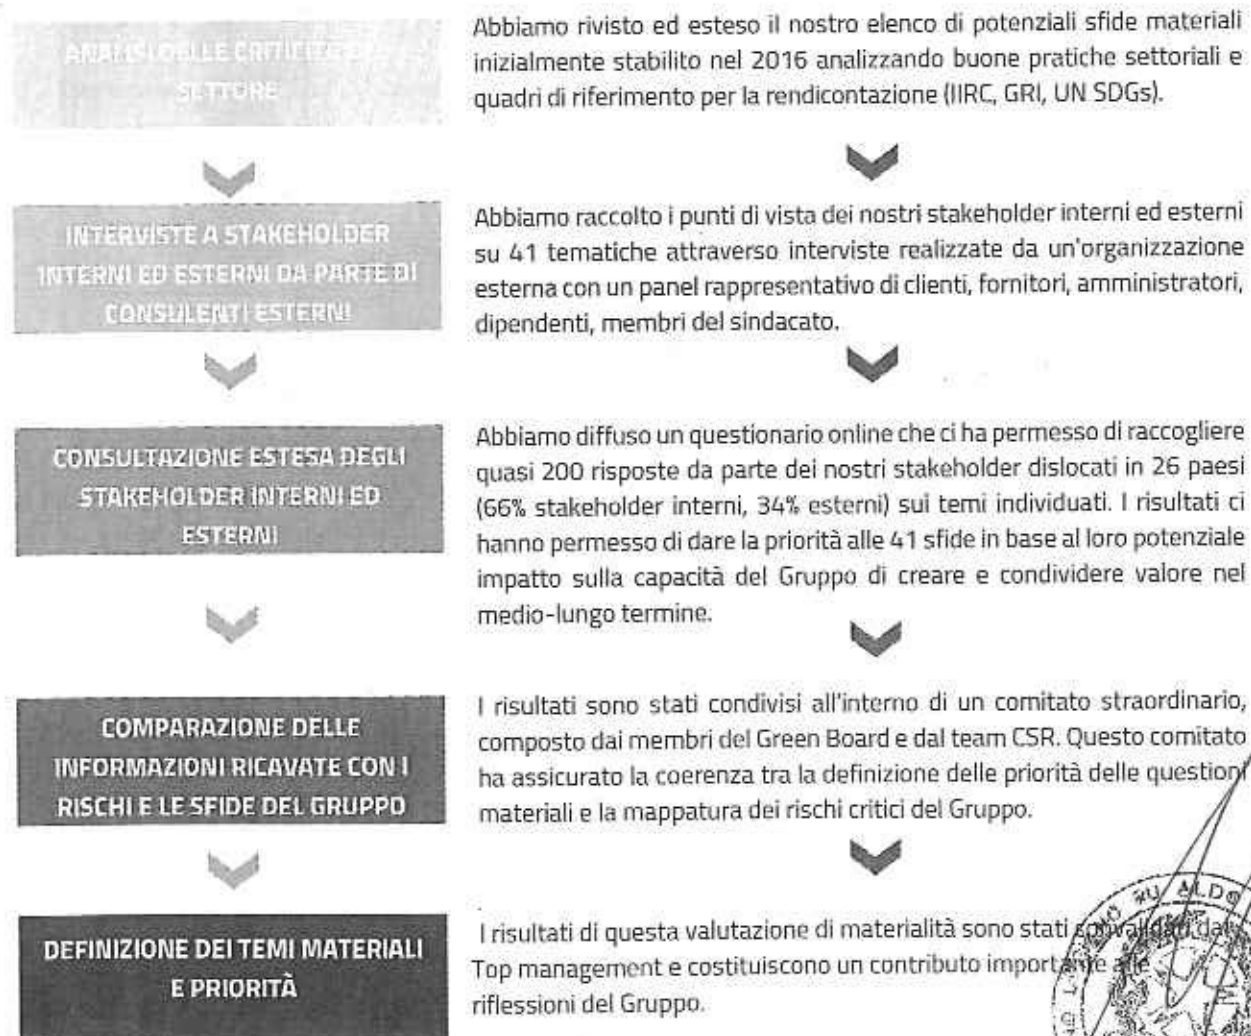 ANALISI DELLE CRITICITÀ
SETTORE
Abbiamo rivisto ed esteso il nostro elenco di potenziali sfide materiali
inizialmente stabilito nel 2016 analizzando buone pratiche settoriali e
quadri di riferimento per la rendicontazione (IIRC, GRI, UN SDGs).
INTERVISTE A STAKEHOLDER
INTERNI ED ESTERNI DA PARTE DI
CONSULENTI ESTERNI
Abbiamo raccolto i punti di vista dei nostri stakeholder interni ed esterni
su 41 tematiche attraverso interviste realizzate da un'organizzazione
esterna con un panel rappresentativo di clienti, fornitori, amministratori,
dipendenti, membri del sindacato.
CONSULTAZIONE ESTESA DEGLI
STAKEHOLDER INTERNI ED
ESTERNI
Abbiamo diffuso un questionario online che ci ha permesso di raccogliere
quasi 200 risposte da parte dei nostri stakeholder dislocati in 26 paesi
(66% stakeholder interni, 34% esterni) sui temi individuati. I risultati ci
hanno permesso di dare la priorità alle 41 sfide in base al loro potenziale
impatto sulla capacità del Gruppo di creare e condividere valore nel
medio-lungo termine.
COMPARAZIONE DELLE
INFORMAZIONI RICAVATE CON I
RISCHI E LE SFIDE DEL GRUPPO
I risultati sono stati condivisi all'interno di un comitato straordinario,
composto dai membri del Green Board e dal team CSR. Questo comitato
ha assicurato la coerenza tra la definizione delle priorità delle questioni
materiali e la mappatura dei rischi critici del Gruppo.
DEFINIZIONE DEI TEMI MATERIALI
E PRIORITÀ
I risultati di questa valutazione di materialità sono stati convalidati dal
Top management e costituiscono un contributo importante alle
riflessioni del Gruppo.
ALDO